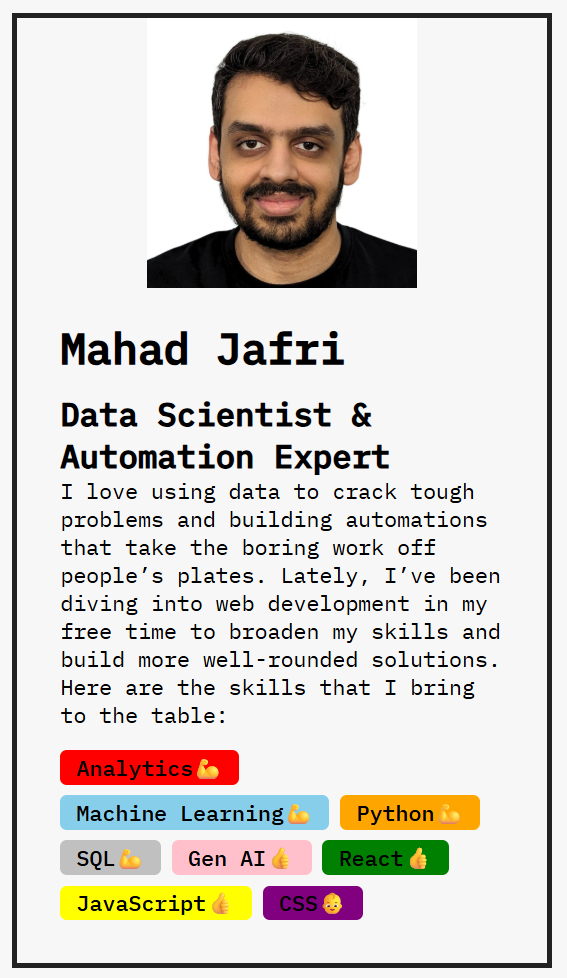 Mahad Jafri
Data Scientist &
Automation Expert
I love using data to crack tough
problems and building automations
that take the boring work off
people’s plates. Lately, I’ve been
diving into web development in my
free time to broaden my skills and
build more well-rounded solutions.
Here are the skills that I bring
to the table:
Analytics💪
Machine Learning💪 Python💪
SQL💪 Gen AI👍 React👍
JavaScript👍 CSS👶